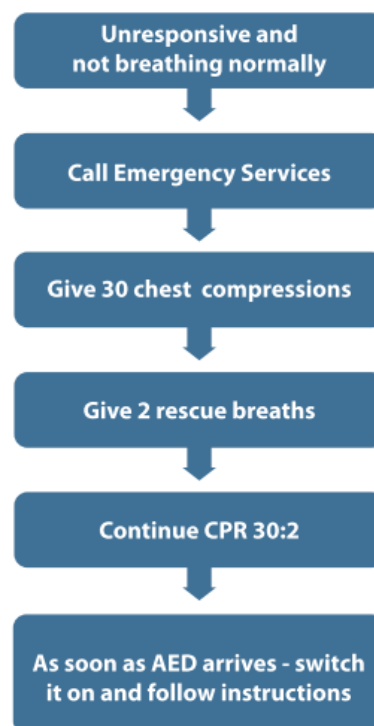 Unresponsive and
not breathing normally
Call Emergency Services
Give 30 chest compressions
Give 2 rescue breaths
Continue CPR 30:2
As soon as AED arrives - switch
it on and follow instructions